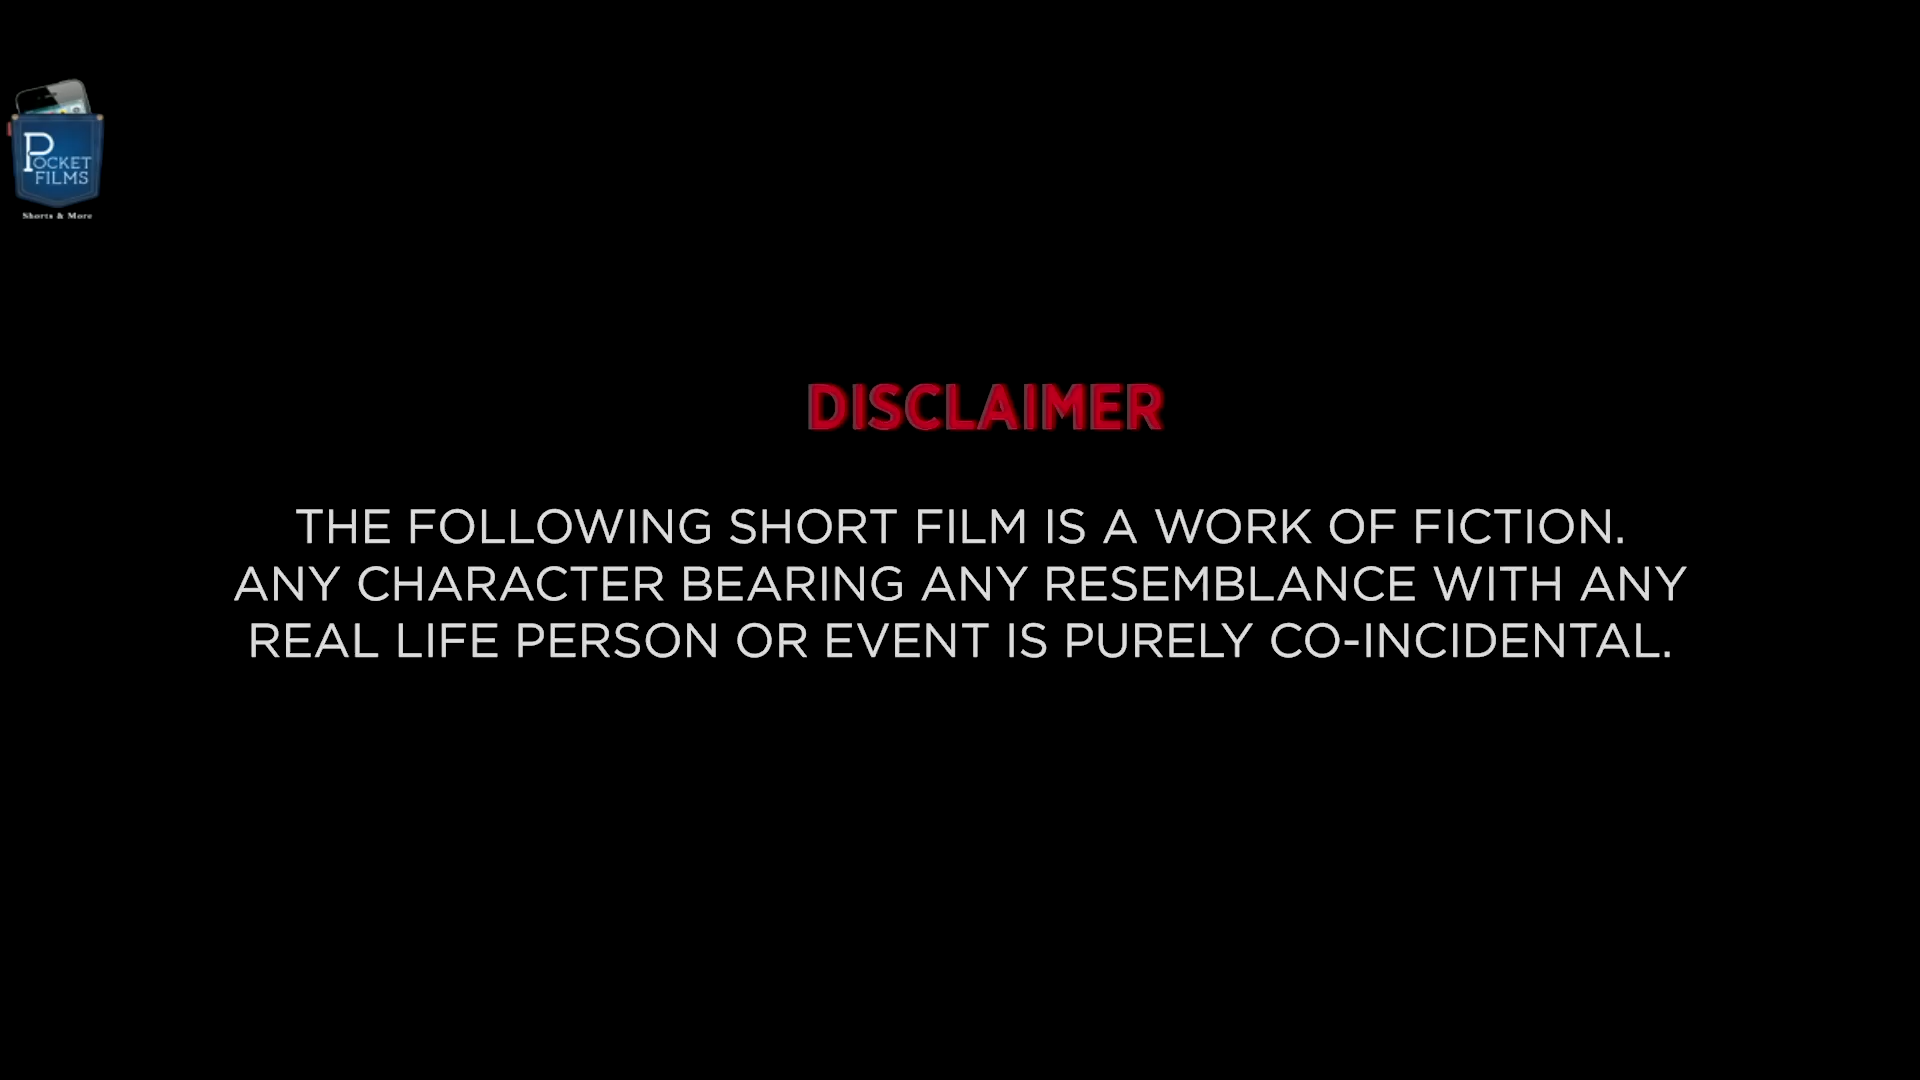 POCKET
FILMS
Shorts & More
DISCLAIMER
THE FOLLOWING SHORT FILM IS A WORK OF FICTION.
ANY CHARACTER BEARING ANY RESEMBLANCE WITH ANY
REAL LIFE PERSON OR EVENT IS PURELY CO-INCIDENTAL.